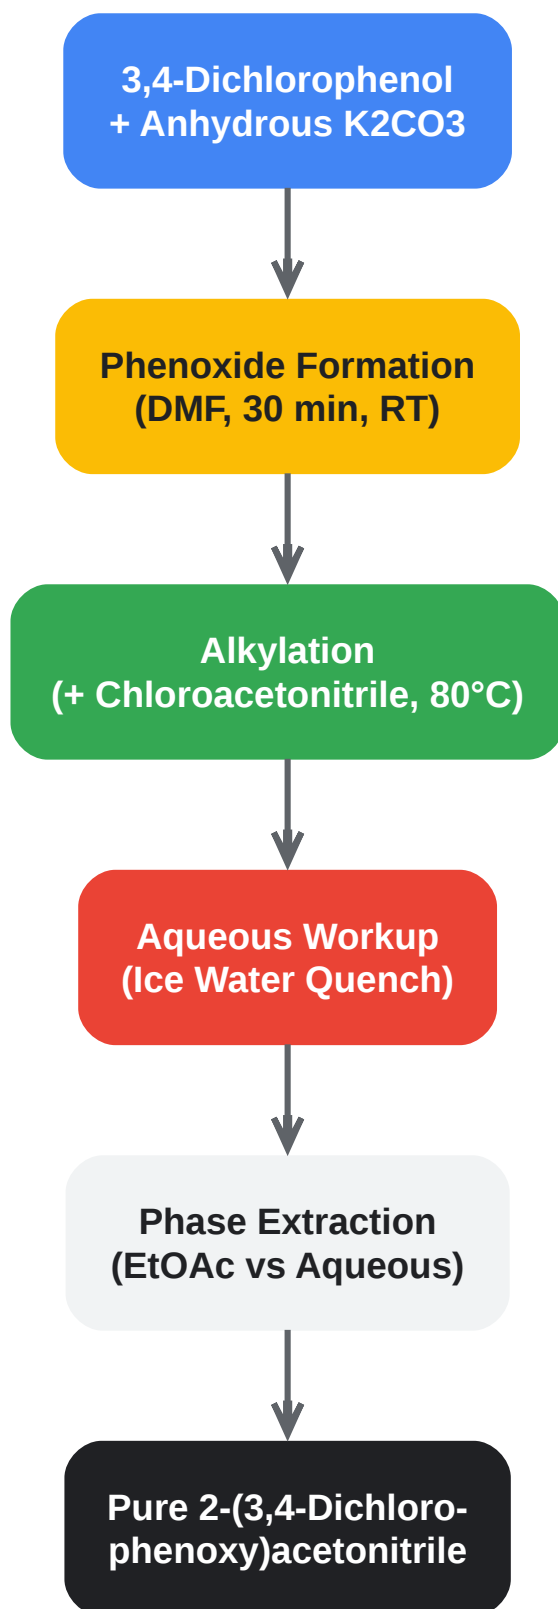 3,4-Dichlorophenol
+ Anhydrous K2CO3
Phenoxide Formation
(DMF, 30 min, RT)
Alkylation
(+ Chloroacetonitrile, 80°C)
Aqueous Workup
(Ice Water Quench)
Phase Extraction
(EtOAc vs Aqueous)
Pure 2-(3,4-Dichloro-
phenoxy)acetonitrile